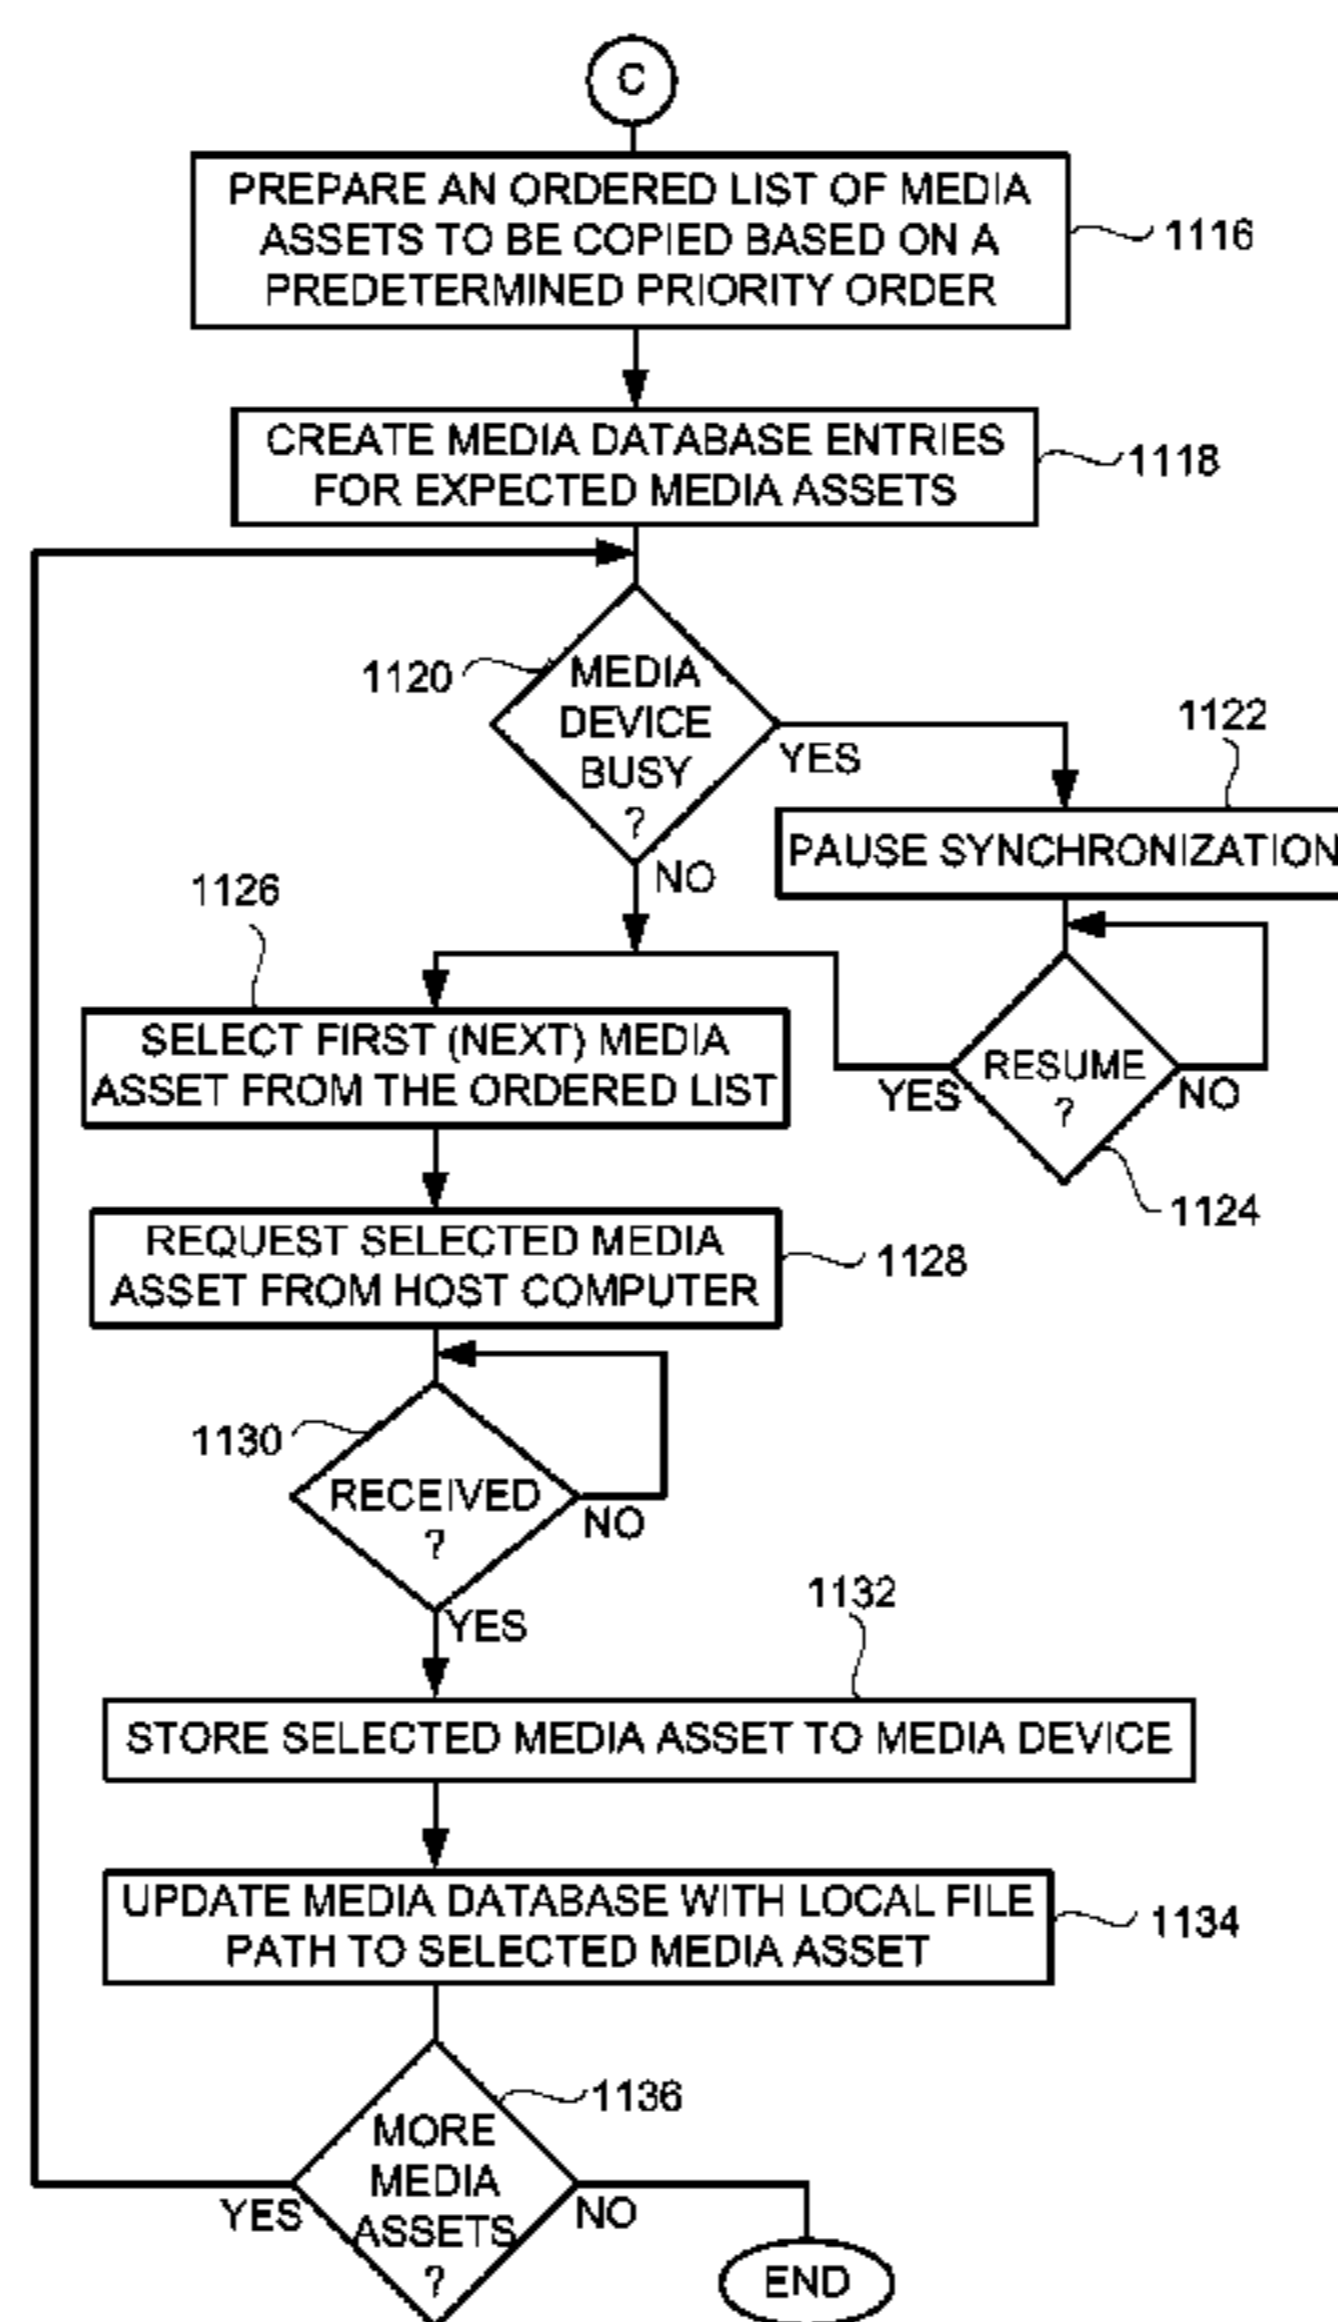 C
PREPARE AN ORDERED LIST OF MEDIA
ASSETS TO BE COPIED BASED ON A
PREDETERMINED PRIORITY ORDER
1116
CREATE MEDIA DATABASE ENTRIES
FOR EXPECTED MEDIA ASSETS
1118
1120
MEDIA
DEVICE
BUSY
?
YES
NO
1122
PAUSE SYNCHRONIZATION
RESUME
?
YES
NO
1124
1126
SELECT FIRST (NEXT) MEDIA
ASSET FROM THE ORDERED LIST
REQUEST SELECTED MEDIA
ASSET FROM HOST COMPUTER
1128
1130
RECEIVED
?
NO
YES
1132
STORE SELECTED MEDIA ASSET TO MEDIA DEVICE
UPDATE MEDIA DATABASE WITH LOCAL FILE
PATH TO SELECTED MEDIA ASSET
1134
1136
MORE
MEDIA
ASSETS
?
YES
NO
END